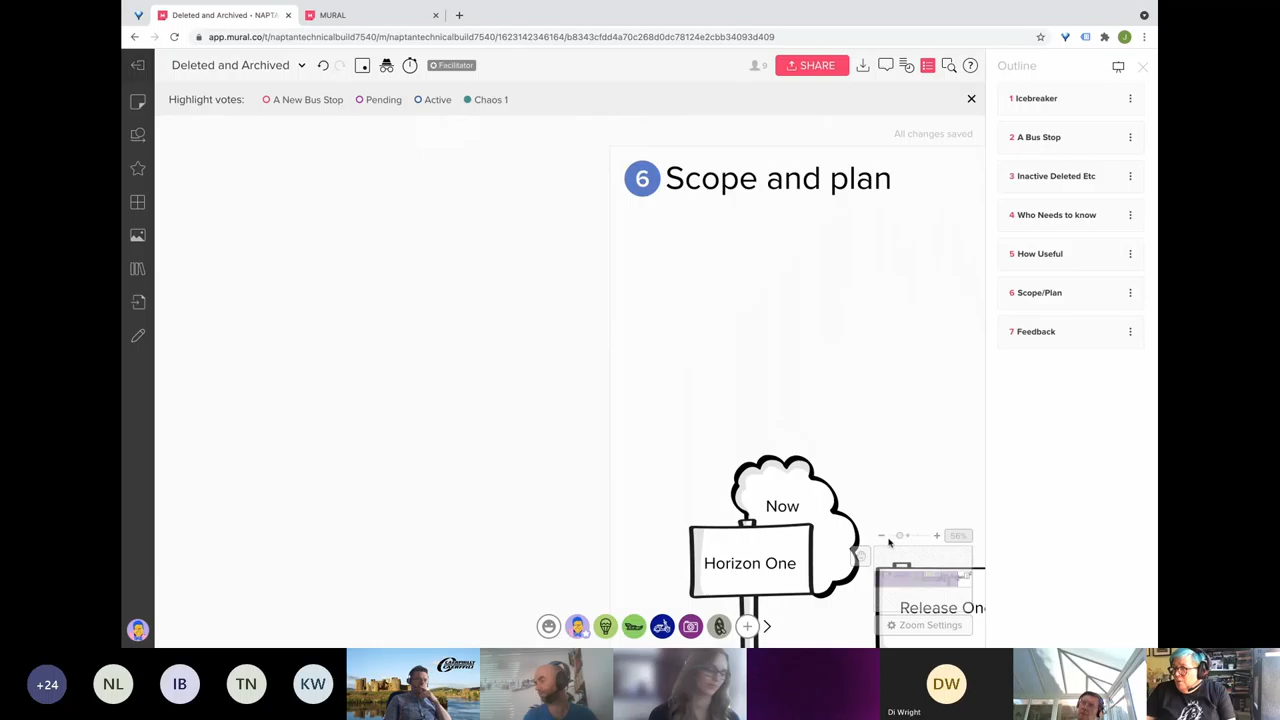 Deleted and Archived • NAPTA
MURAL
app.mural.co/t/naptantechnicalbuild7540/m/naptantechnicalbuild7540/1623142346164/b8343cfdd4a70c268d0dc78124e2cbb34093d409
J
Deleted and Archived
Facilitator
9
SHARE
Outline
Highlight votes:
A New Bus Stop
Pending
Active
Chaos 1
All changes saved
1 Icebreaker
2 A Bus Stop
3 Inactive Deleted Etc
4 Who Needs to know
5 How Useful
6 Scope/Plan
7 Feedback
6 Scope and plan
Now
Horizon One
56%
Release One
Zoom Settings
+24
NL
IB
TN
KW
DW
Di Wright